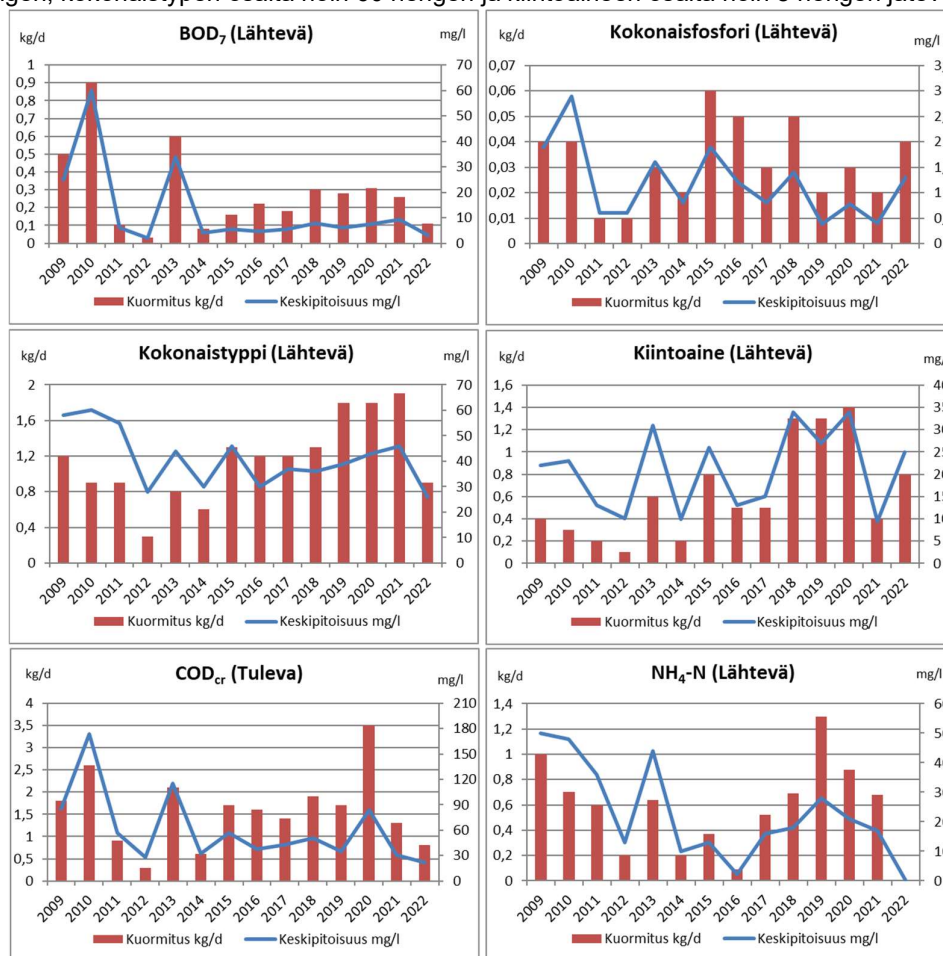 kokonaistypen osalta noin hengen ja kiintoaineen osalta noin hengen
kg/d
BOD₇ (Lähtevä)
mg/l
1
0,9
0,8
0,7
0,6
0,5
0,4
0,3
0,2
0,1
0
70
60
50
40
30
20
10
0
2009 2010 2011 2012 2013 2014 2015 2016 2017 2018 2019 2020 2021 2022
Kuormitus kg/d Keskipitoisuus mg/l
kg/d
Kokonaisfosfori (Lähtevä)
mg/l
0,07
0,06
0,05
0,04
0,03
0,02
0,01
0
2009 2010 2011 2012 2013 2014 2015 2016 2017 2018 2019 2020 2021 2022
Kuormitus kg/d Keskipitoisuus mg/l
kg/d
Kokonaistyppi (Lähtevä)
mg/l
2
1,6
1,2
0,8
0,4
0
70
60
50
40
30
20
10
0
2009 2010 2011 2012 2013 2014 2015 2016 2017 2018 2019 2020 2021 2022
Kuormitus kg/d Keskipitoisuus mg/l
kg/d
Kiintoaine (Lähtevä)
1,6
1,4
1,2
1
0,8
0,6
0,4
0,2
0
2009 2010 2011 2012 2013 2014 2015 2016 2017 2018 2019 2020 2021 2022
Kuormitus kg/d Keskipitoisuus mg/l
kg/d
COD꜀ᵣ (Tuleva)
mg/l
4
3,5
3
2,5
2
1,5
1
0,5
0
210
180
150
120
90
60
30
0
2009 2010 2011 2012 2013 2014 2015 2016 2017 2018 2019 2020 2021 2022
Kuormitus kg/d Keskipitoisuus mg/l
kg/d
NH₄-N (Lähtevä)
mg/l
1,4
1,2
1
0,8
0,6
0,4
0,2
0
2009 2010 2011 2012 2013 2014 2015 2016 2017 2018 2019 2020 2021 2022
Kuormitus kg/d Keskipitoisuus mg/l